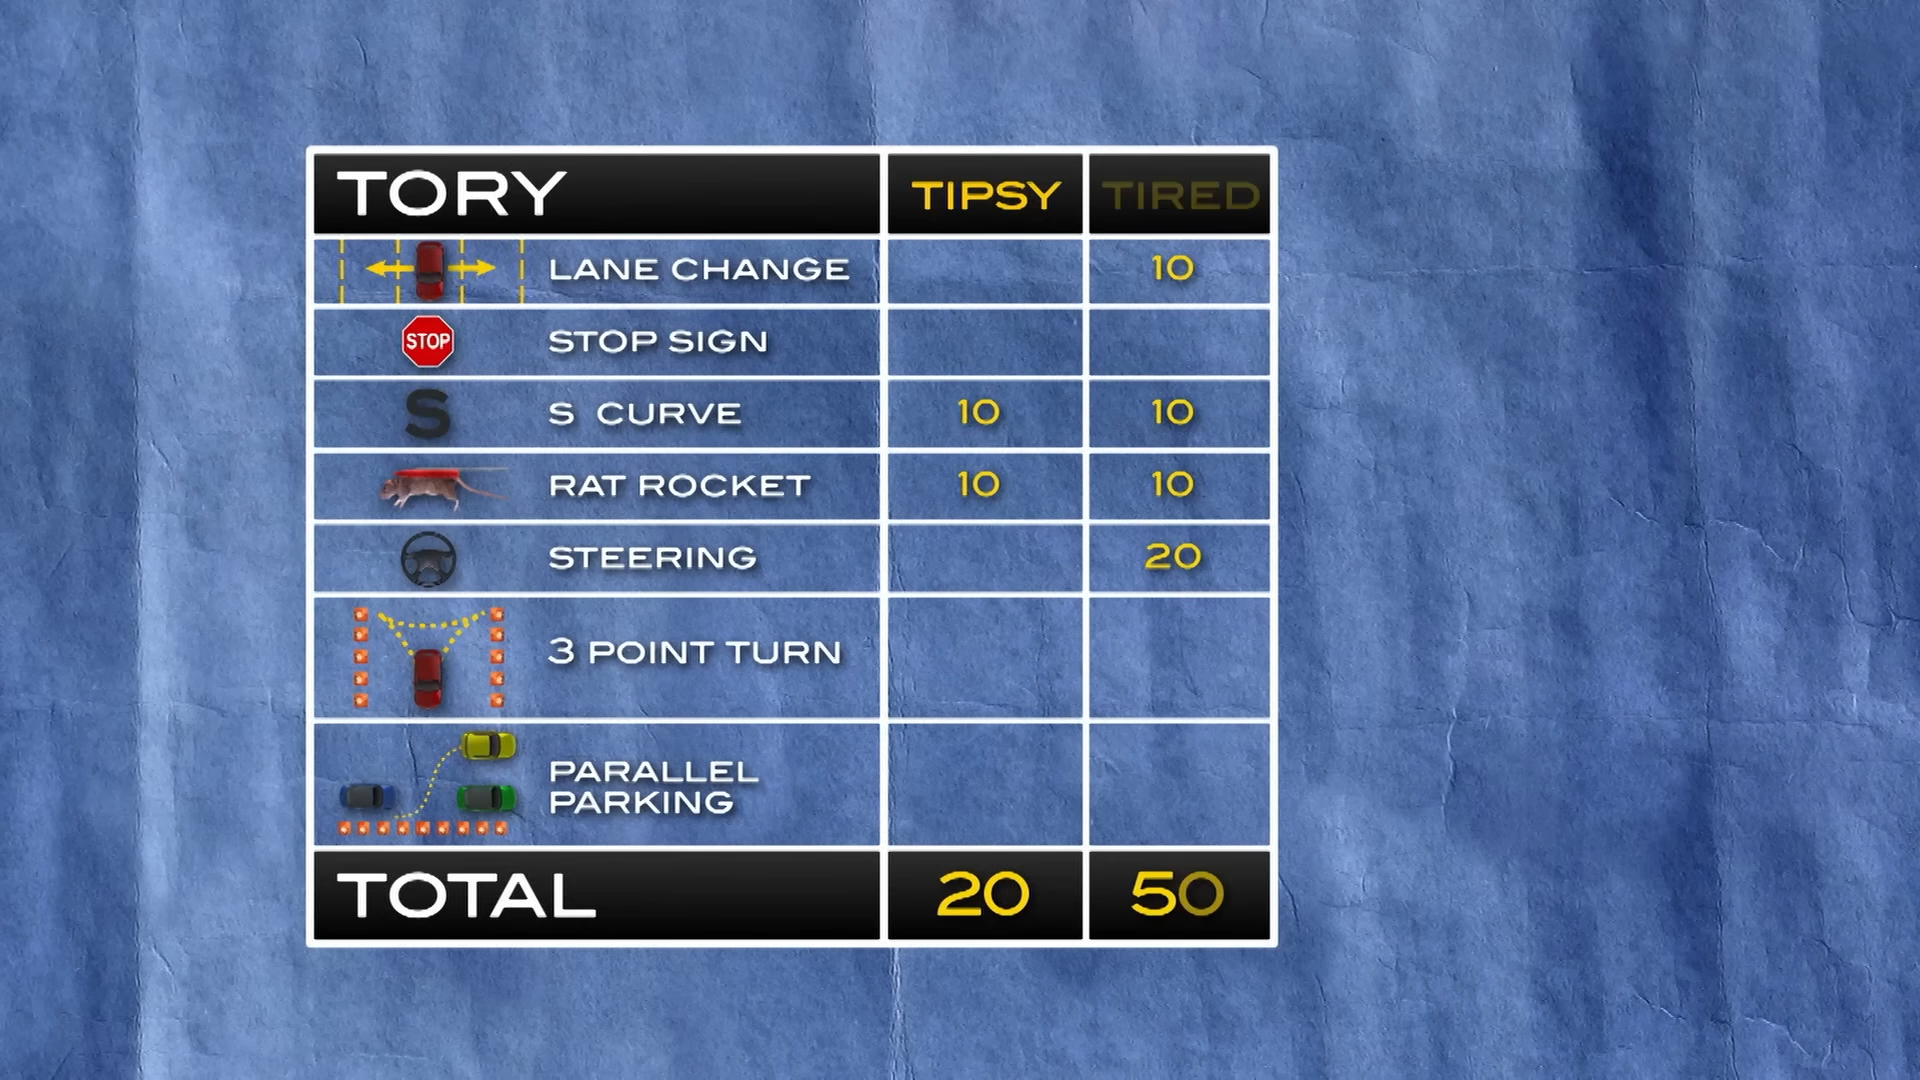 TORY TIPSY TIRED
LANE CHANGE 10
STOP STOP SIGN
S S CURVE 10 10
RAT ROCKET 10 10
STEERING 20
3 POINT TURN
PARALLEL
PARKING
TOTAL 20 50